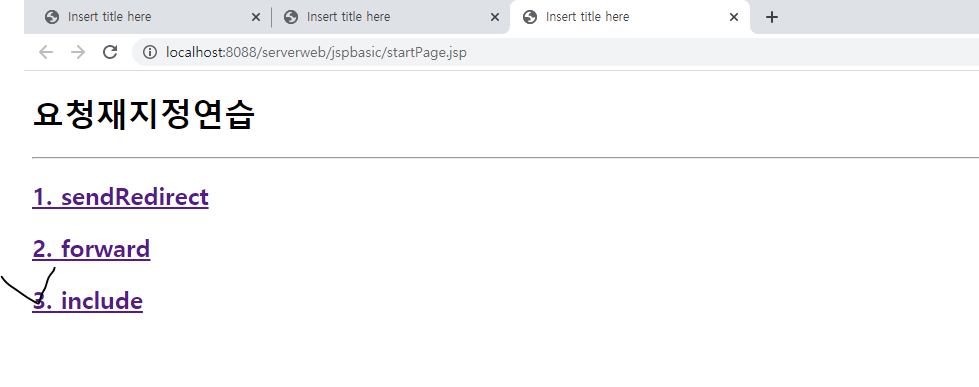 Insert title here Insert title here Insert title here
localhost:8088/serverweb/jspbasic/startPage.jsp
요청재지정연습
1. sendRedirect
2. forward
3. include